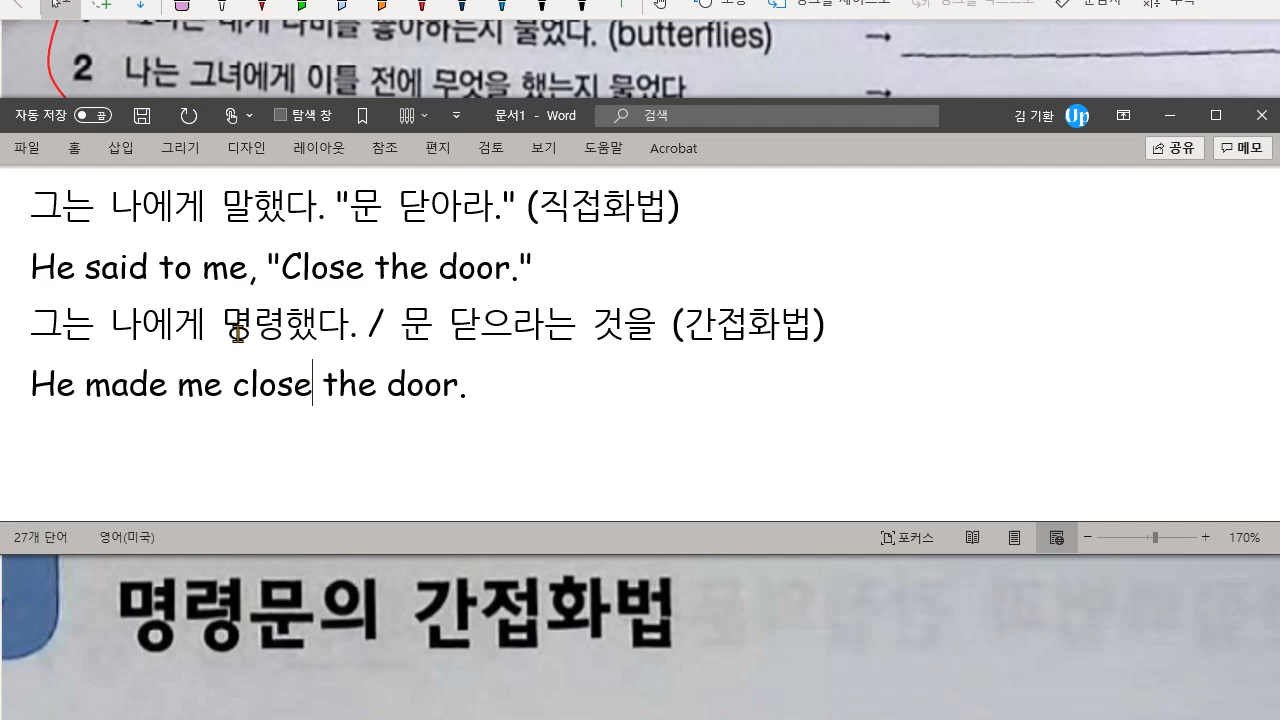 나비를 좋아하는지 물었다. (butterflies) →
2 나는 그녀에게 이틀 전에 무엇을 했는지 물었다 →
자동 저장 끔 탐색 창 문서1 - Word 검색 김 기환 Up
파일 홈 삽입 그리기 디자인 레이아웃 참조 편지 검토 보기 도움말 Acrobat 공유 메모
그는 나에게 말했다. "문 닫아라." (직접화법)
He said to me, "Close the door."
그는 나에게 명령했다. / 문 닫으라는 것을 (간접화법)
He made me close the door.
27개 단어 영어(미국) 포커스 170%
명령문의 간접화법